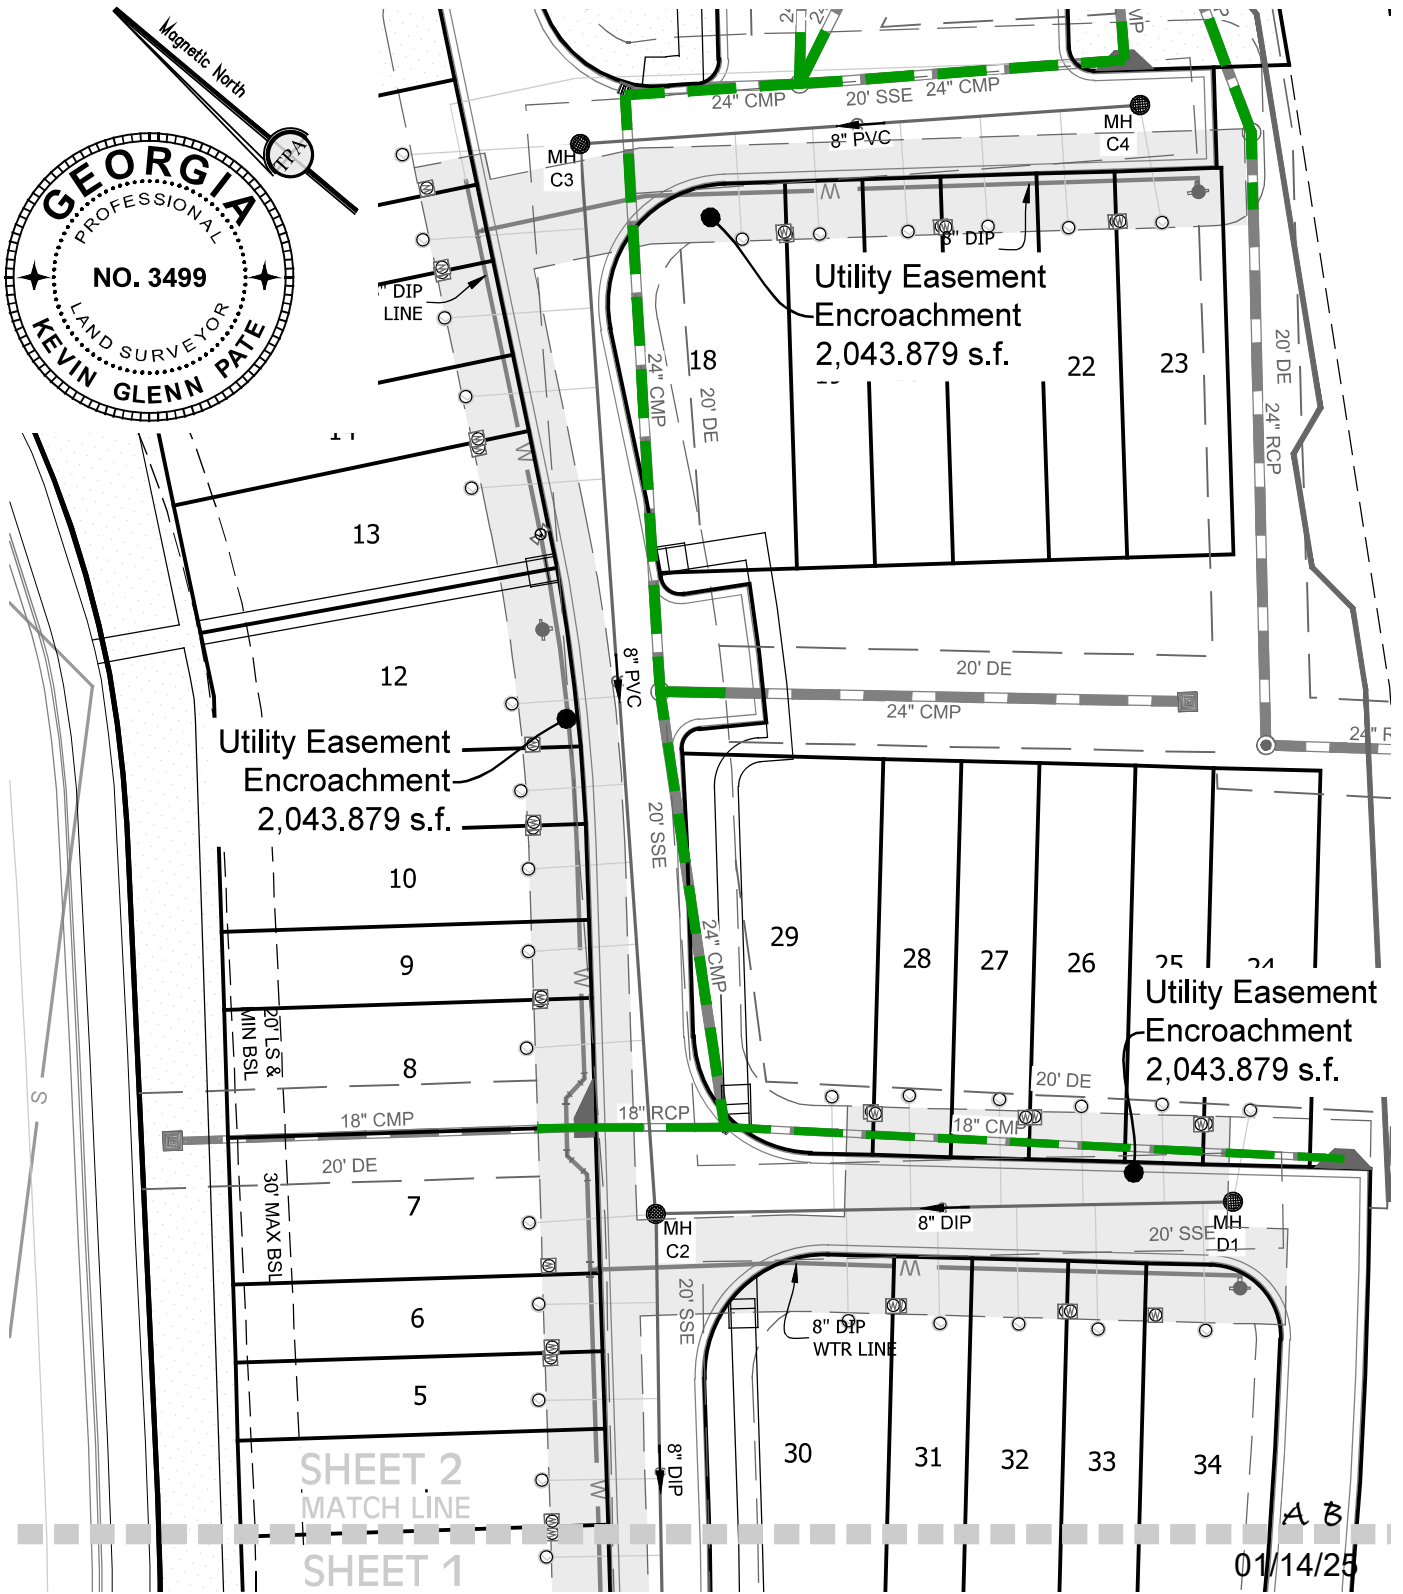 Magnetic North
TPA
GEORGIA
PROFESSIONAL
NO. 3499
LAND SURVEYOR
KEVIN GLENN PATE
24" CMP
20' SSE
24" CMP
MH
C3
8" PVC
MH
C4
W
8" DIP
" DIP
LINE
Utility Easement
Encroachment
2,043.879 s.f.
18
22
23
24" CMP
20' DE
20' DE
24" RCP
W
13
12
8" PVC
20' DE
24" CMP
Utility Easement
Encroachment
2,043.879 s.f.
20' SSE
10
9
W
24" CMP
29
28
27
26
25
24
Utility Easement
Encroachment
2,043.879 s.f.
20' LS &
MIN BSL
8
20' DE
S
18" CMP
18" RCP
18" CMP
20' DE
7
30' MAX BSL
MH
C2
8" DIP
MH
D1
20' SSE
W
6
20' SSE
8" DIP
WTR LINE
5
30
31
32
33
34
8" DIP
W
SHEET 2
MATCH LINE
SHEET 1
A B
01/14/25